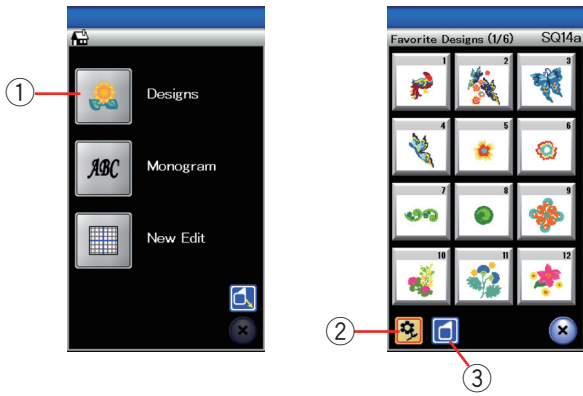 ①
Designs
ABC
Monogram
New Edit
Favorite Designs (1/6) SQ14a
1 2 3
4 5 6
7 8 9
10 11 12
②
③